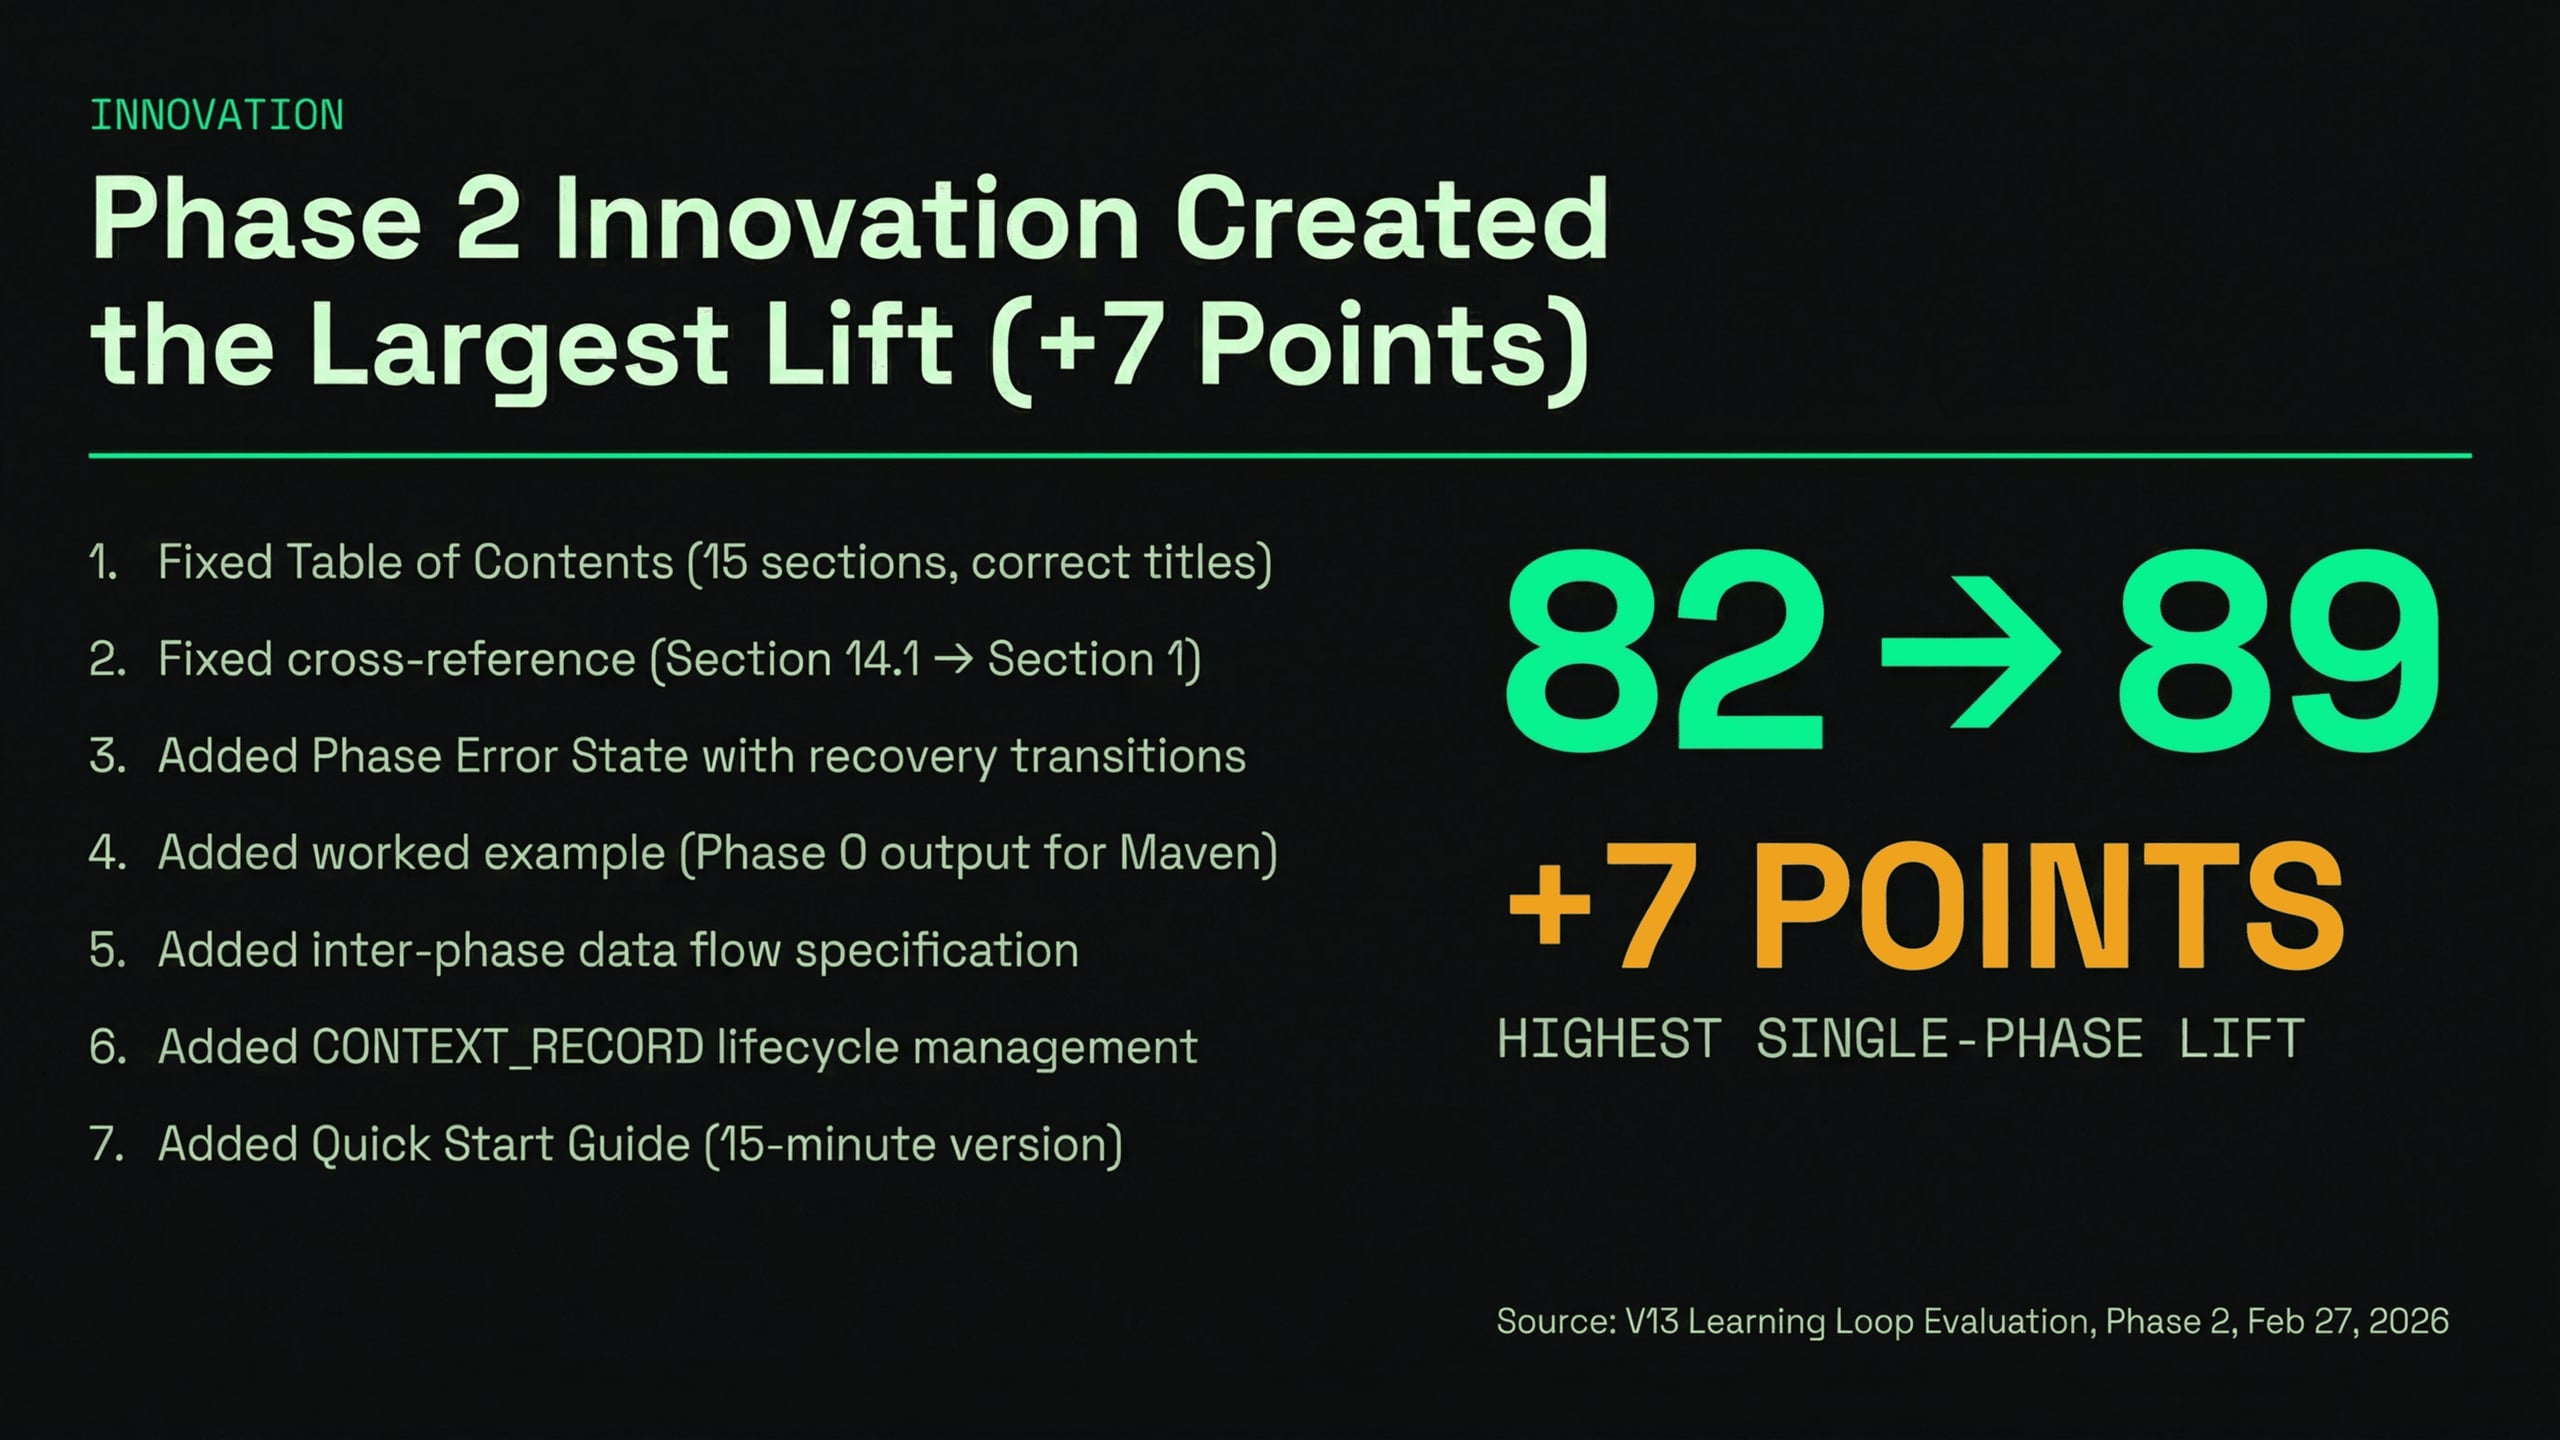 INNOVATION
Phase 2 Innovation Created
the Largest Lift (+7 Points)
1. Fixed Table of Contents (15 sections, correct titles)
2. Fixed cross-reference (Section 14.1 → Section 1)
3. Added Phase Error State with recovery transitions
4. Added worked example (Phase 0 output for Maven)
5. Added inter-phase data flow specification
6. Added CONTEXT_RECORD lifecycle management
7. Added Quick Start Guide (15-minute version)
82→89
+7 POINTS
HIGHEST SINGLE-PHASE LIFT
Source: V13 Learning Loop Evaluation, Phase 2, Feb 27, 2026